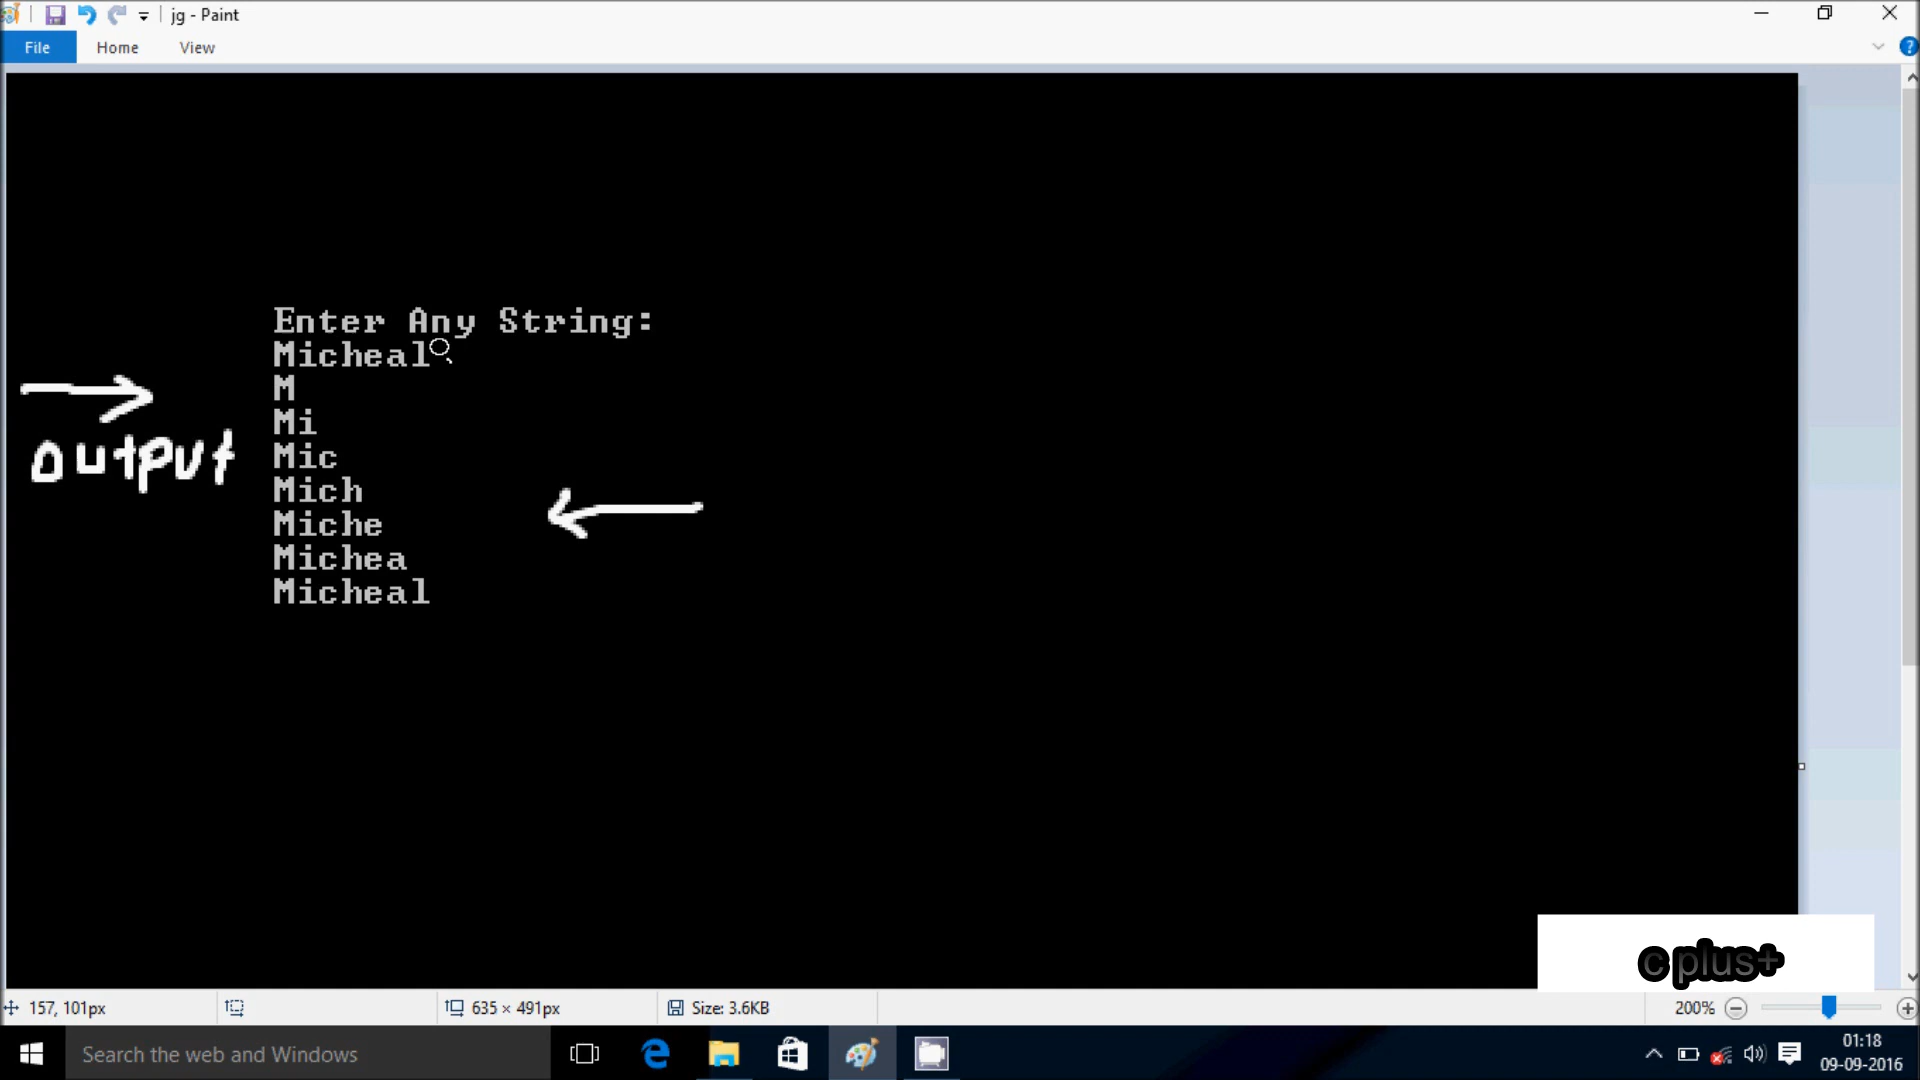 jg - Paint
File Home View
Enter Any String:
Micheal
M
Mi
Mic
Mich
Miche
Michea
Micheal
output
c plus+
157, 101px
635 × 491px
Size: 3.6KB
200%
Search the web and Windows
01:18
09-09-2016